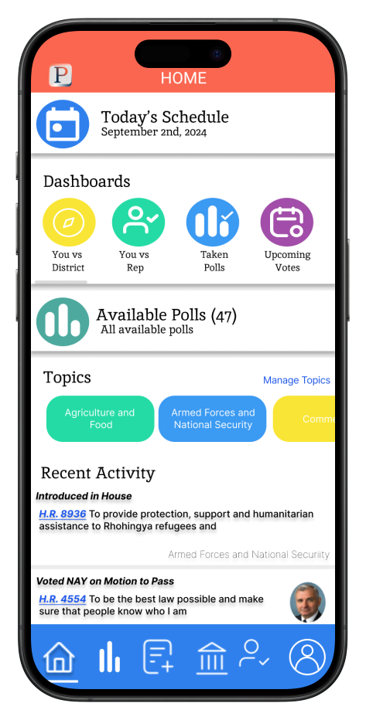 P
HOME
Today's Schedule
September 2nd, 2024
Dashboards
You vs
District
You vs
Rep
Taken
Polls
Upcoming
Votes
Available Polls (47)
All available polls
Topics
Manage Topics
Agriculture and
Food
Armed Forces and
National Security
Comm
Recent Activity
Introduced in House
H.R. 8936 To provide protection, support and humanitarian
assistance to Rhohingya refugees and
Armed Forces and National Securiity
Voted NAY on Motion to Pass
H.R. 4554 To be the best law possible and make
sure that people know who I am